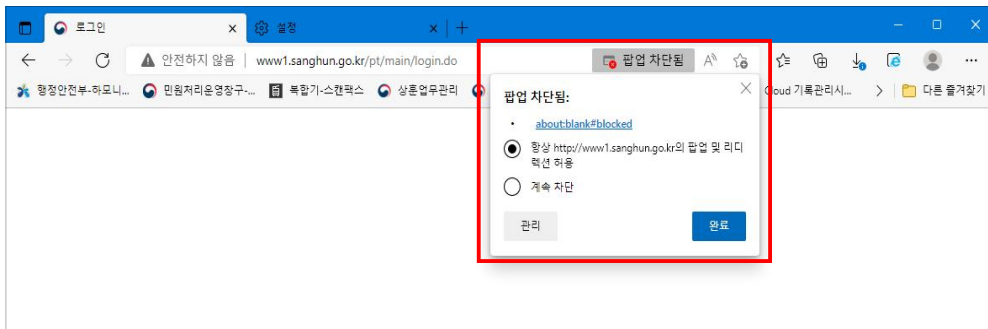 로그인
설정
안전하지 않음 | www1.sanghun.go.kr/pt/main/login.do
팝업 차단됨
행정안전부-하모니...
민원처리운영창구-...
복합기-스캔팩스
상훈업무관리
Cloud 기록관리시...
다른 즐겨찾기
팝업 차단됨:
• about:blank#blocked
항상 http://www1.sanghun.go.kr의 팝업 및 리디
렉션 허용
계속 차단
관리
완료